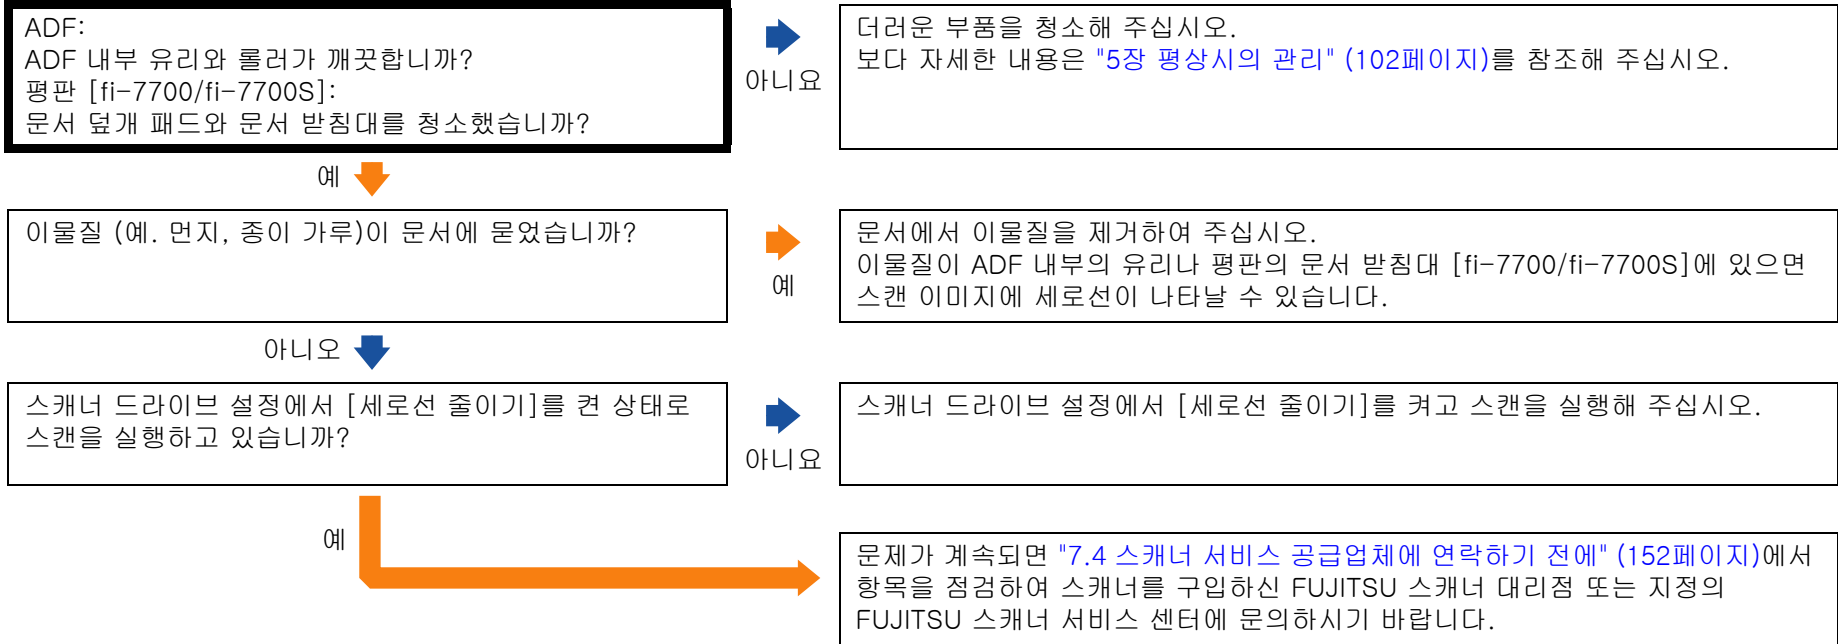 ADF:
ADF 내부 유리와 롤러가 깨끗합니까?
평판 [fi-7700/fi-7700S]:
문서 덮개 패드와 문서 받침대를 청소했습니까?
아니요
더러운 부품을 청소해 주십시오.
보다 자세한 내용은 "5장 평상시의 관리" (102페이지)를 참조해 주십시오.
예
이물질 (예. 먼지, 종이 가루)이 문서에 묻었습니까?
예
문서에서 이물질을 제거하여 주십시오.
이물질이 ADF 내부의 유리나 평판의 문서 받침대 [fi-7700/fi-7700S]에 있으면
스캔 이미지에 세로선이 나타날 수 있습니다.
아니오
스캐너 드라이브 설정에서 [세로선 줄이기]를 켠 상태로
스캔을 실행하고 있습니까?
아니요
스캐너 드라이브 설정에서 [세로선 줄이기]를 켜고 스캔을 실행해 주십시오.
예
문제가 계속되면 "7.4 스캐너 서비스 공급업체에 연락하기 전에" (152페이지)에서
항목을 점검하여 스캐너를 구입하신 FUJITSU 스캐너 대리점 또는 지정의
FUJITSU 스캐너 서비스 센터에 문의하시기 바랍니다.